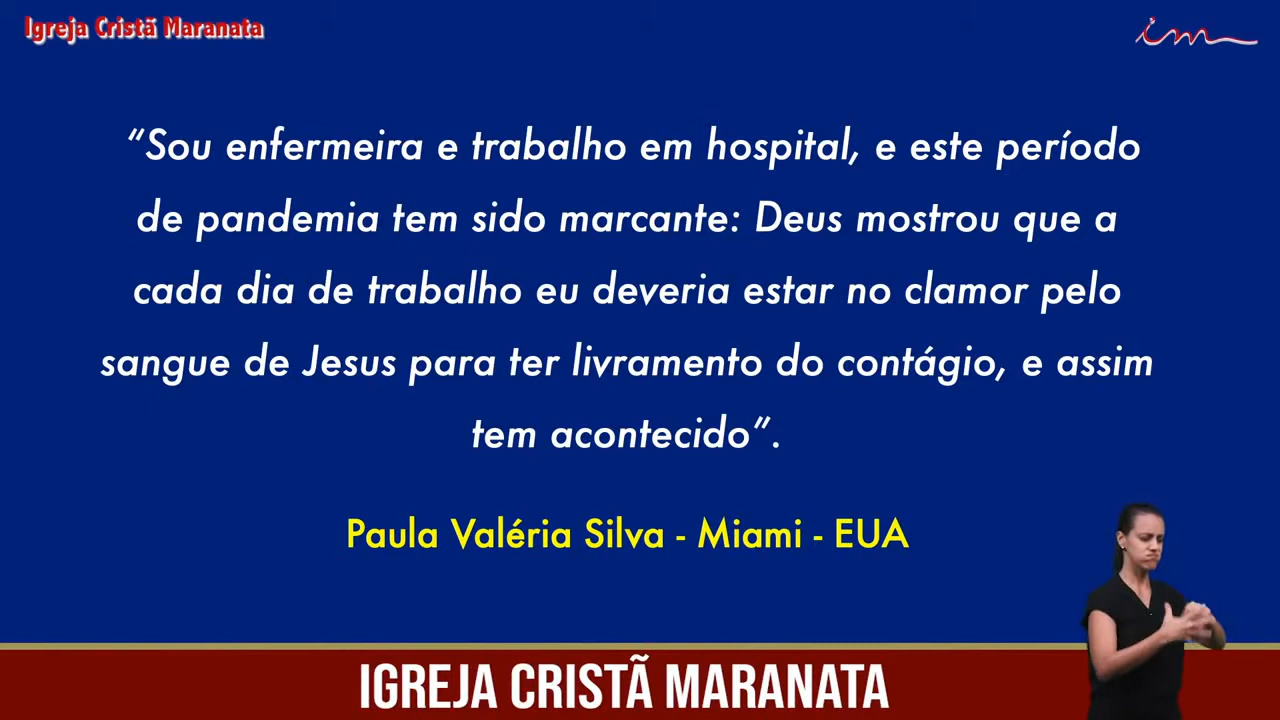 Igreja Cristã Maranata
im
“Sou enfermeira e trabalho em hospital, e este período
de pandemia tem sido marcante: Deus mostrou que a
cada dia de trabalho eu deveria estar no clamor pelo
sangue de Jesus para ter livramento do contágio, e assim
tem acontecido”.
Paula Valéria Silva - Miami - EUA
IGREJA CRISTÃ MARANATA